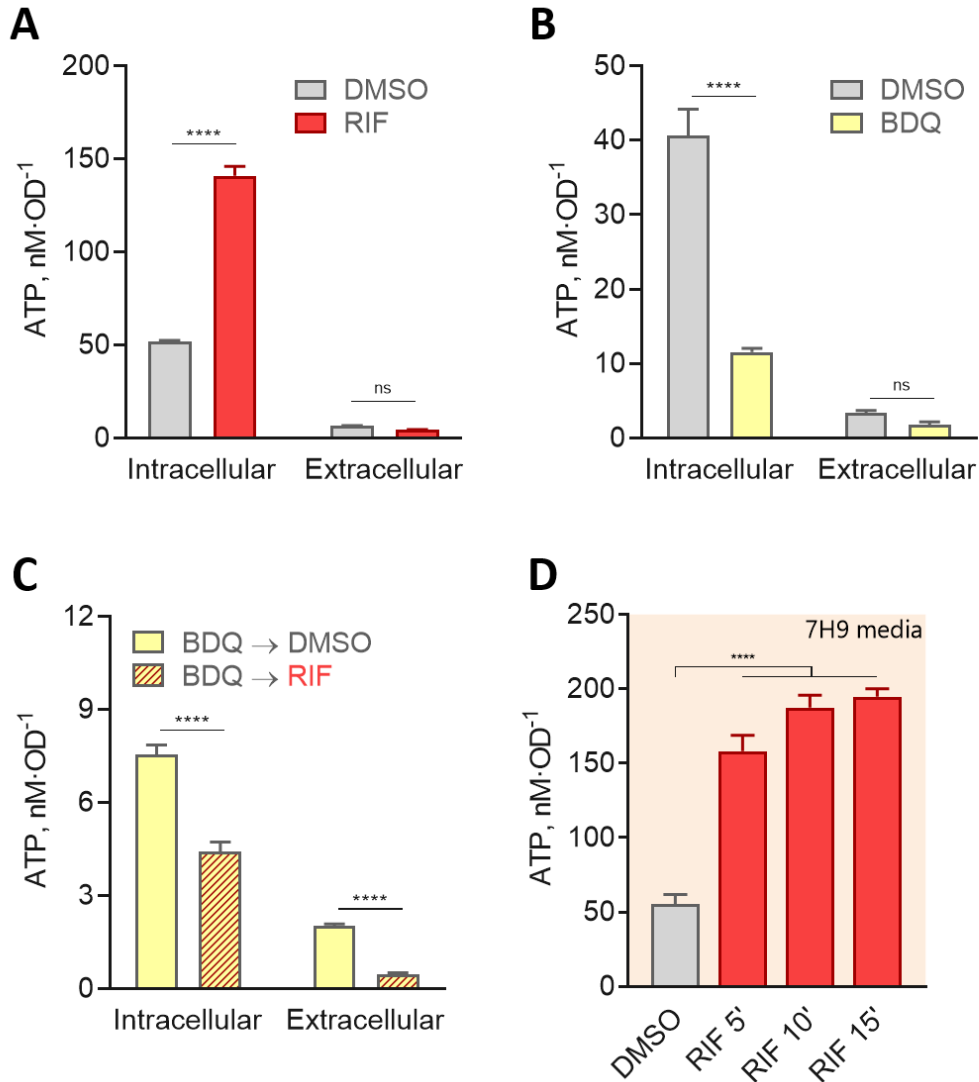 A
ATP, nM·OD⁻¹
200
150
100
50
0
DMSO
RIF
****
ns
Intracellular Extracellular
B
ATP, nM·OD⁻¹
50
40
30
20
10
0
DMSO
BDQ
****
ns
Intracellular Extracellular
C
ATP, nM·OD⁻¹
12
9
6
3
0
BDQ → DMSO
BDQ → RIF
****
****
Intracellular Extracellular
D
ATP, nM·OD⁻¹
250
200
150
100
50
0
7H9 media
****
DMSO
RIF 5'
RIF 10'
RIF 15'